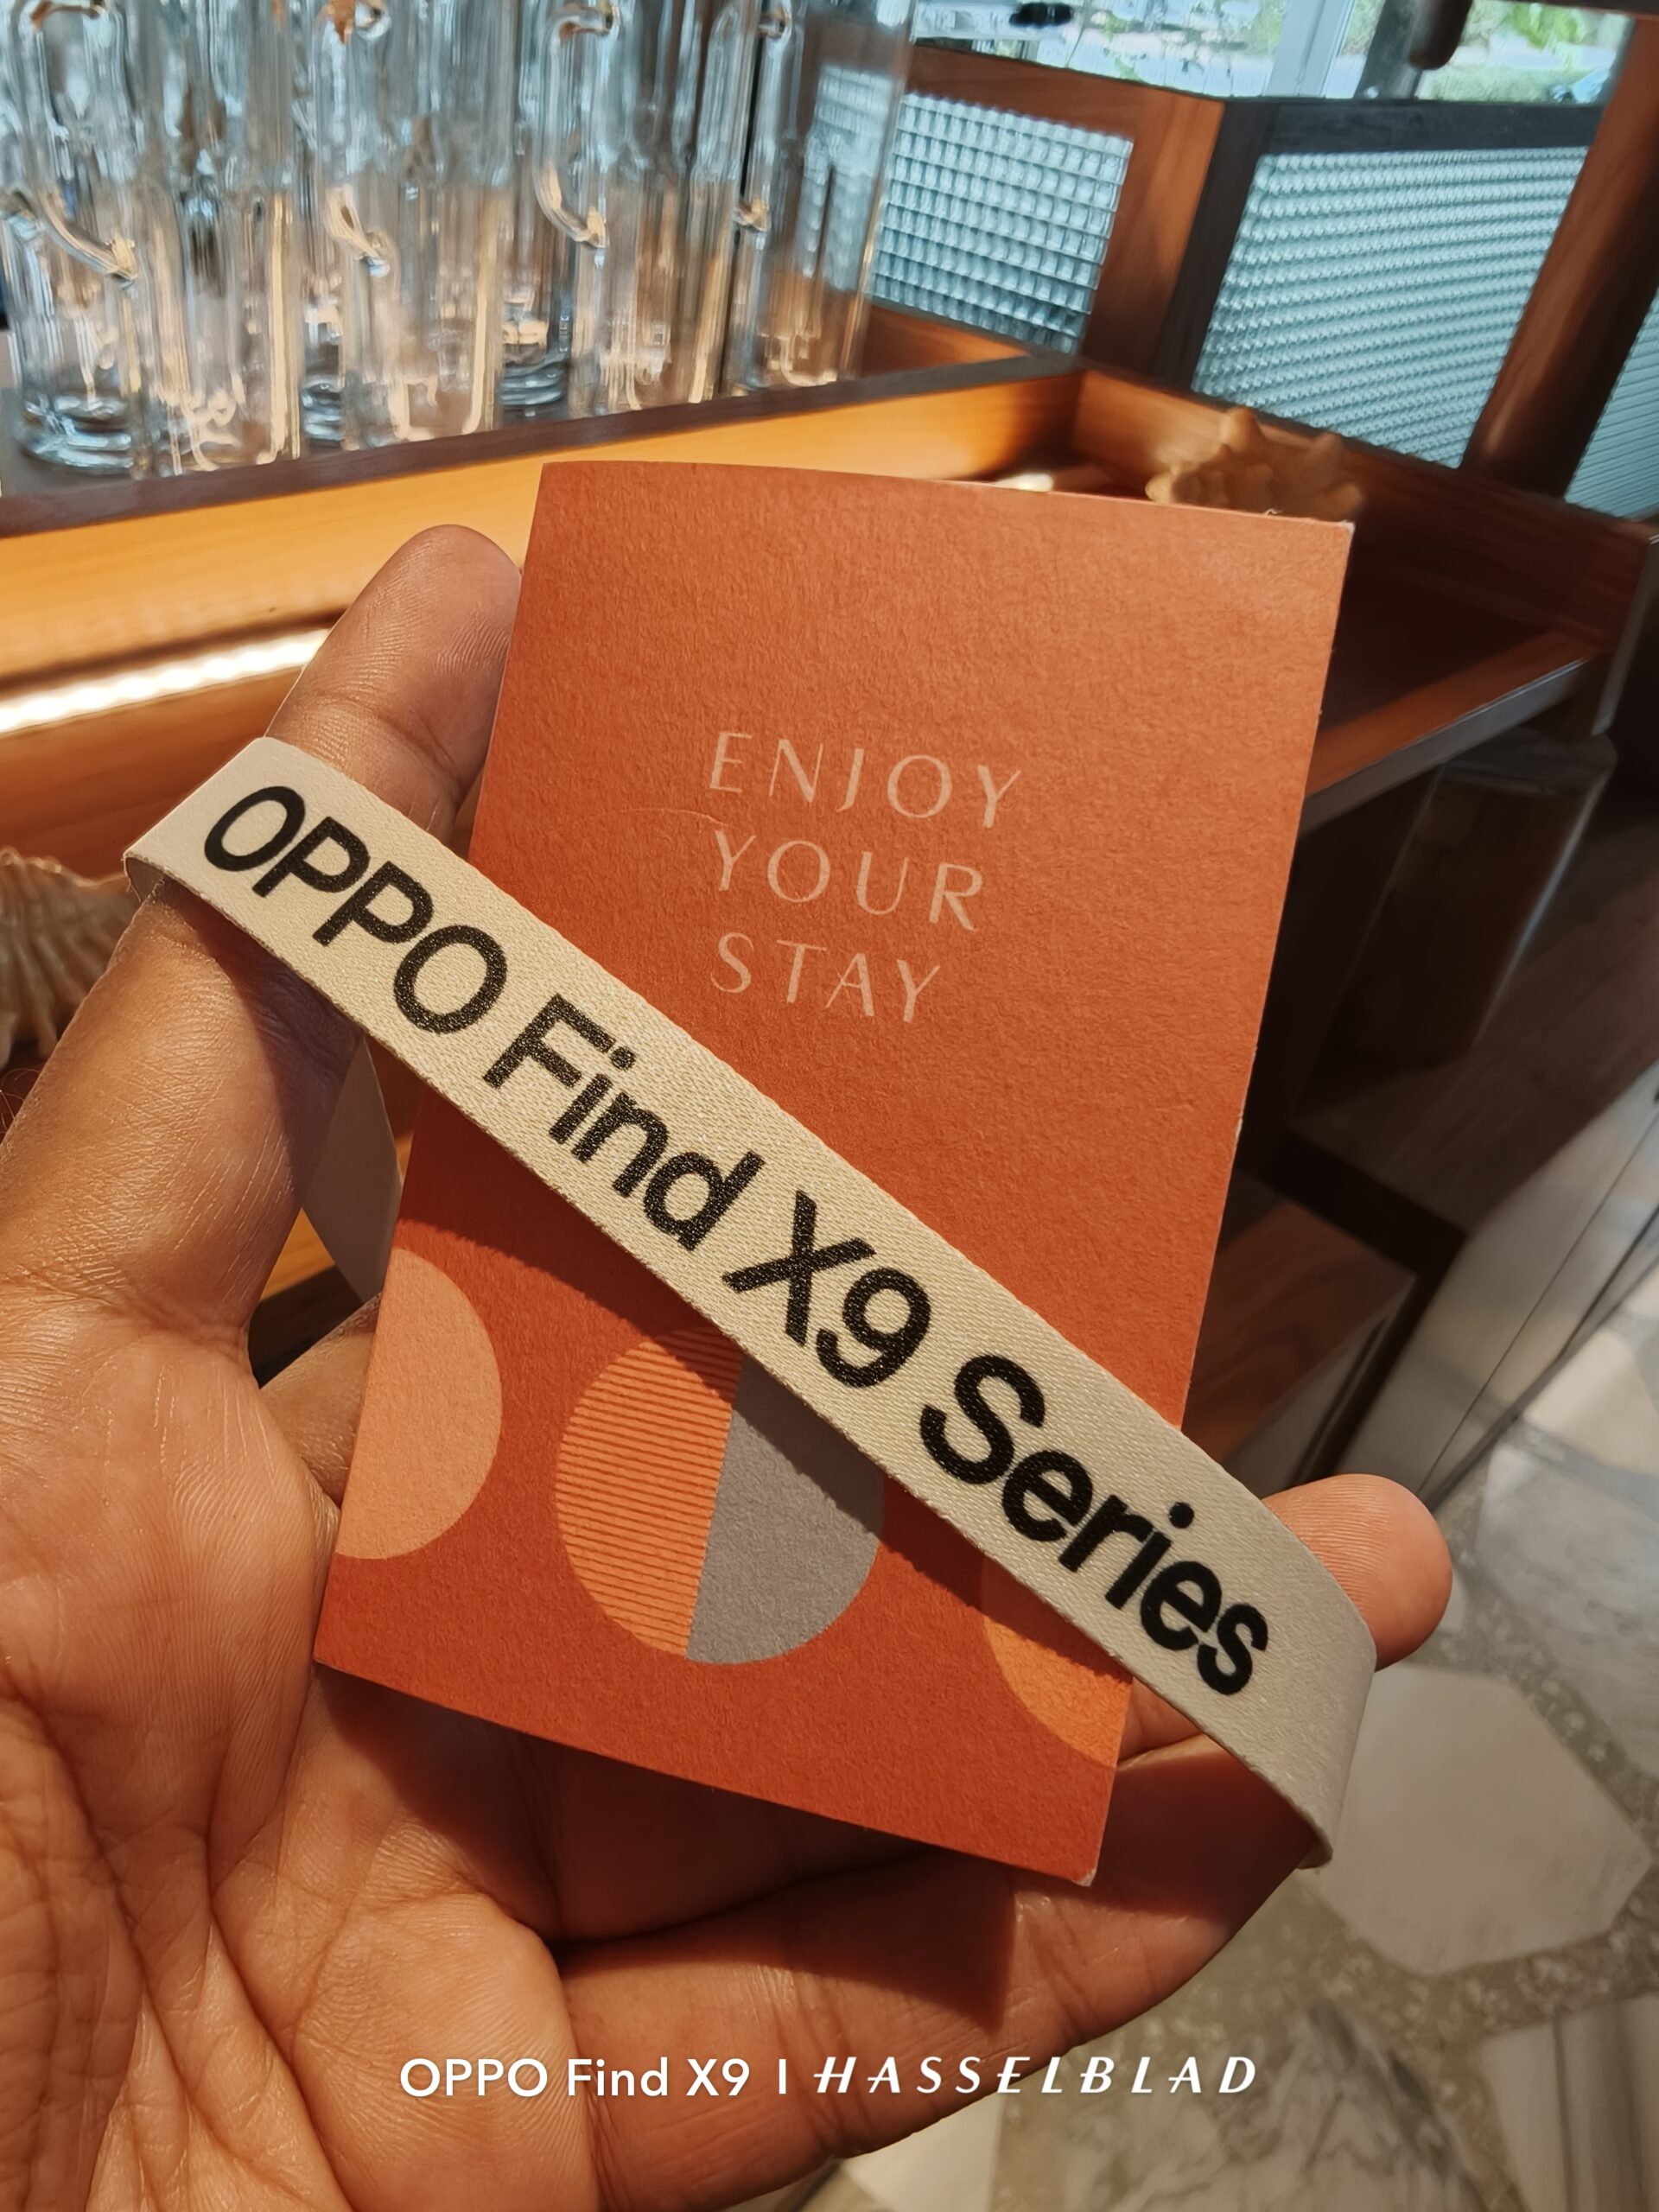 ENJOY
YOUR
STAY
OPPO Find X9 Series
OPPO Find X9 | HASSELBLAD